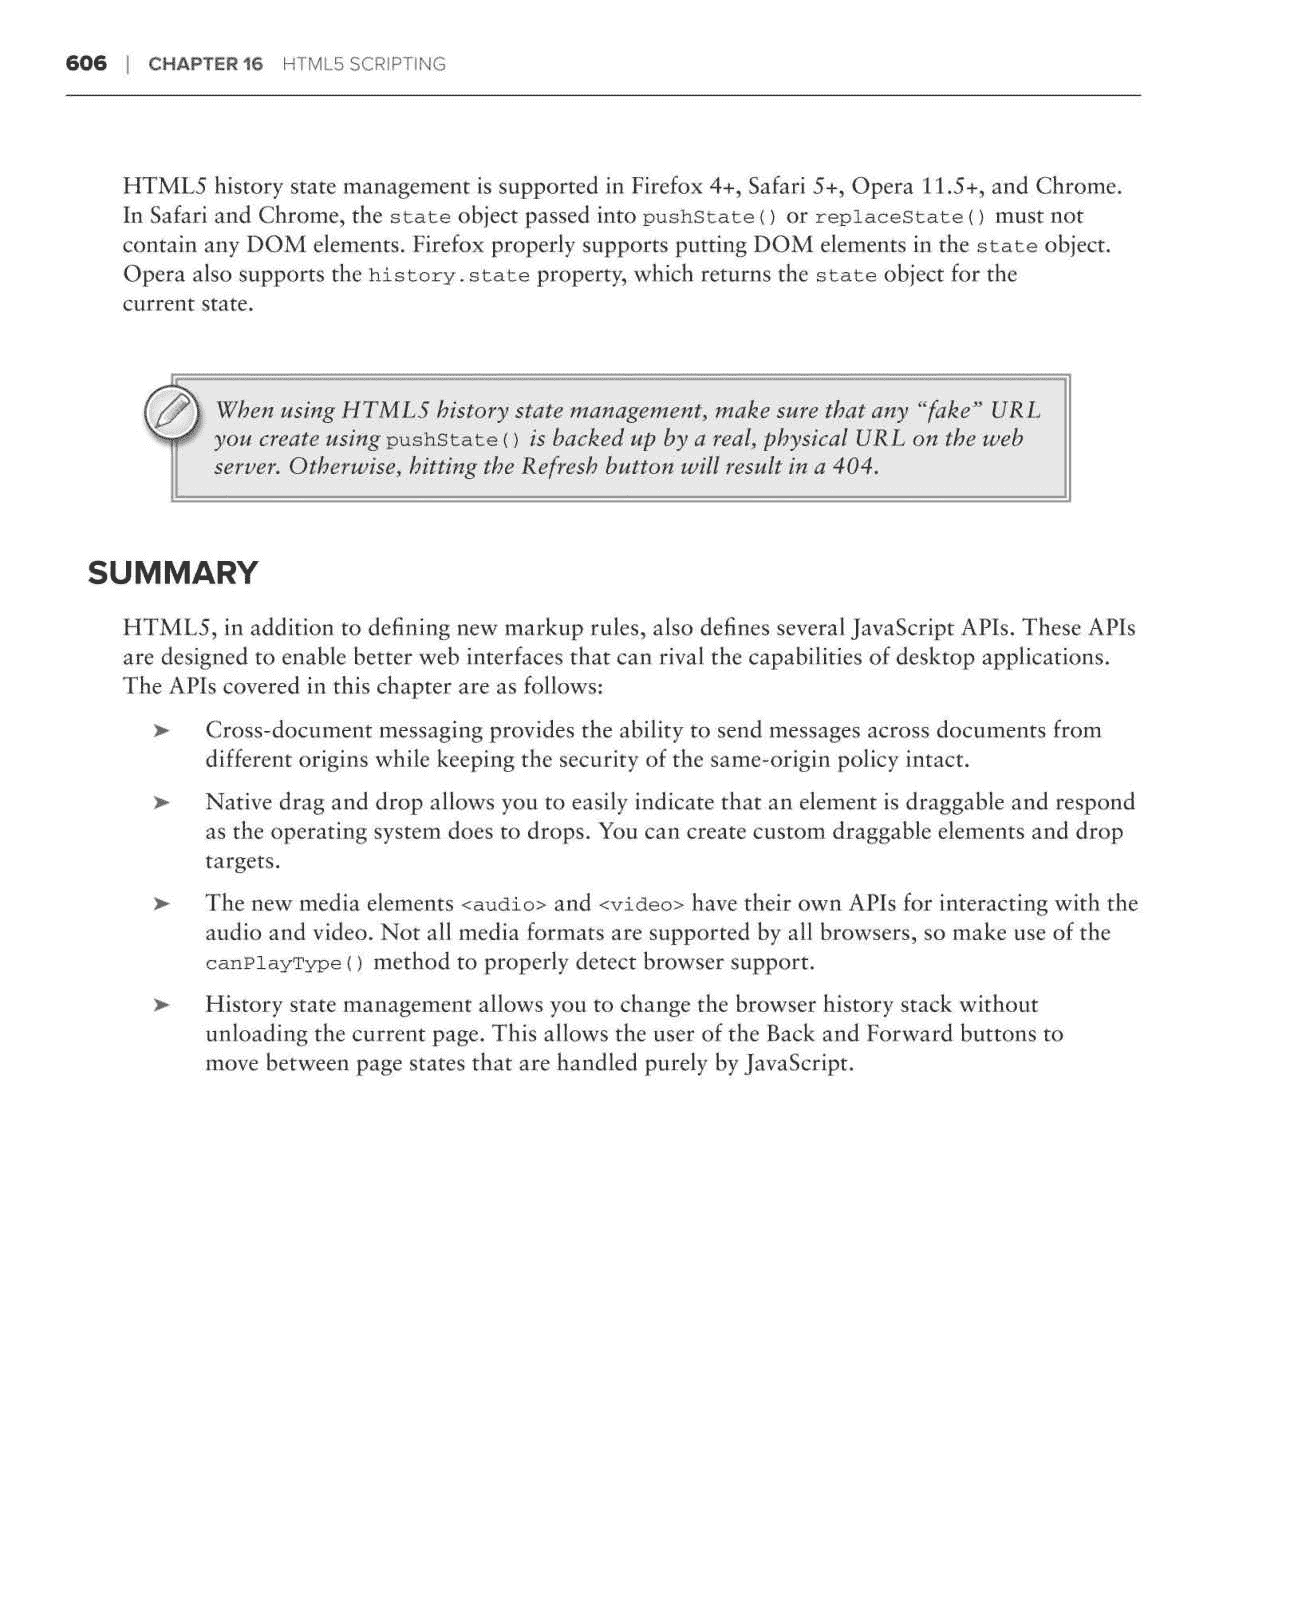 606 | CHAPTER 16 HTML5 SCRIPTING
HTML5 history state management is supported in Firefox 4+, Safari 5+, Opera 11.5+, and Chrome.
In Safari and Chrome, the state object passed into pushState() or replaceState() must not
contain any DOM elements. Firefox properly supports putting DOM elements in the state object.
Opera also supports the history.state property, which returns the state object for the
current state.
When using HTML5 history state management, make sure that any “fake” URL
you create using pushState() is backed up by a real, physical URL on the web
server. Otherwise, hitting the Refresh button will result in a 404.
SUMMARY
HTML5, in addition to defining new markup rules, also defines several JavaScript APIs. These APIs
are designed to enable better web interfaces that can rival the capabilities of desktop applications.
The APIs covered in this chapter are as follows:
➤ Cross-document messaging provides the ability to send messages across documents from
different origins while keeping the security of the same-origin policy intact.
➤ Native drag and drop allows you to easily indicate that an element is draggable and respond
as the operating system does to drops. You can create custom draggable elements and drop
targets.
➤ The new media elements <audio> and <video> have their own APIs for interacting with the
audio and video. Not all media formats are supported by all browsers, so make use of the
canPlayType() method to properly detect browser support.
➤ History state management allows you to change the browser history stack without
unloading the current page. This allows the user of the Back and Forward buttons to
move between page states that are handled purely by JavaScript.